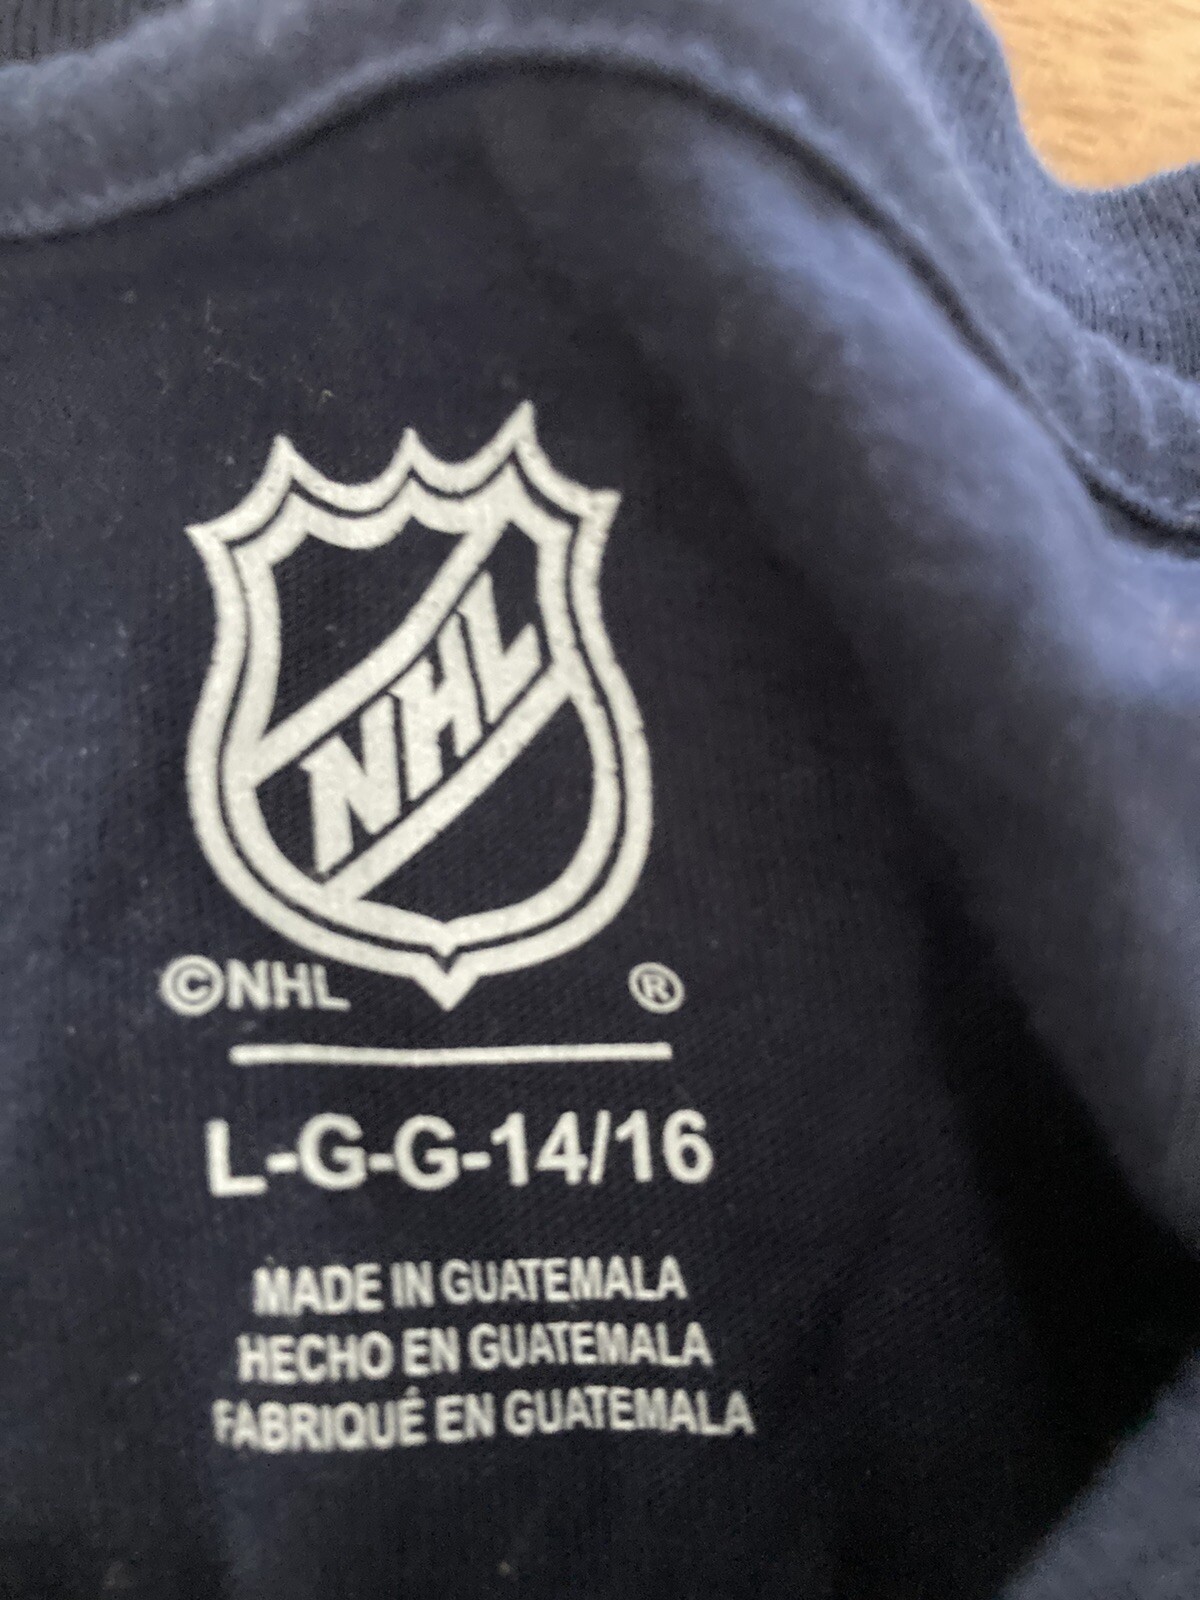 NHL
©NHL ®
L-G-G-14/16
MADE IN GUATEMALA
HECHO EN GUATEMALA
FABRIQUÉ EN GUATEMALA